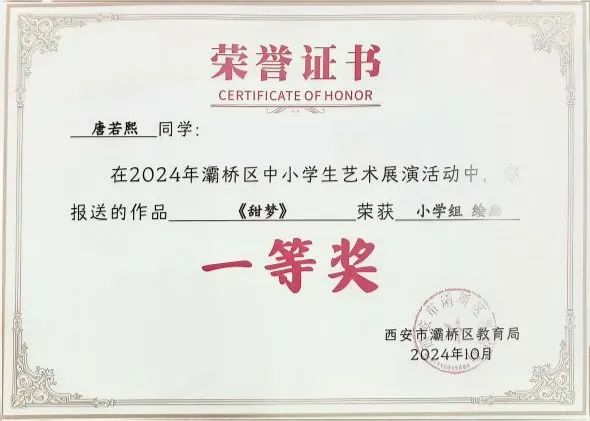 荣誉证书
CERTIFICATE OF HONOR
唐若熙 同学:
在2024年灞桥区中小学生艺术展演活动中,
报送的作品 《甜梦》 荣获 小学组 绘
一等奖
西安市灞桥区教育局
2024年10月